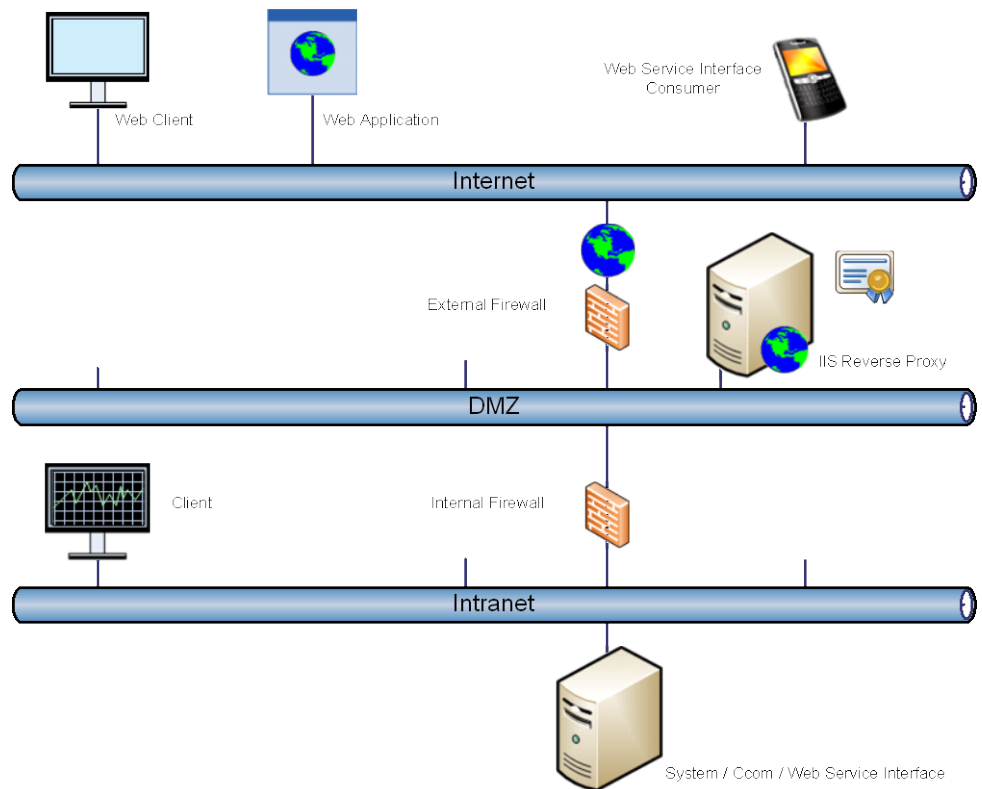 Web Client
Web Application
Web Service Interface
Consumer
Internet
External Firewall
IIS Reverse Proxy
DMZ
Client
Internal Firewall
Intranet
System / Ccom / Web Service Interface